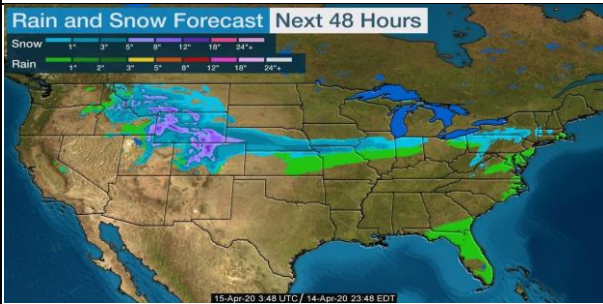 Rain and Snow Forecast Next 48 Hours
Snow
1" 3" 5" 8" 12" 18" 24"+
Rain
1" 2" 3" 5" 8" 12" 18" 24"+
15-Apr-20 3:48 UTC / 14-Apr-20 23:48 EDT